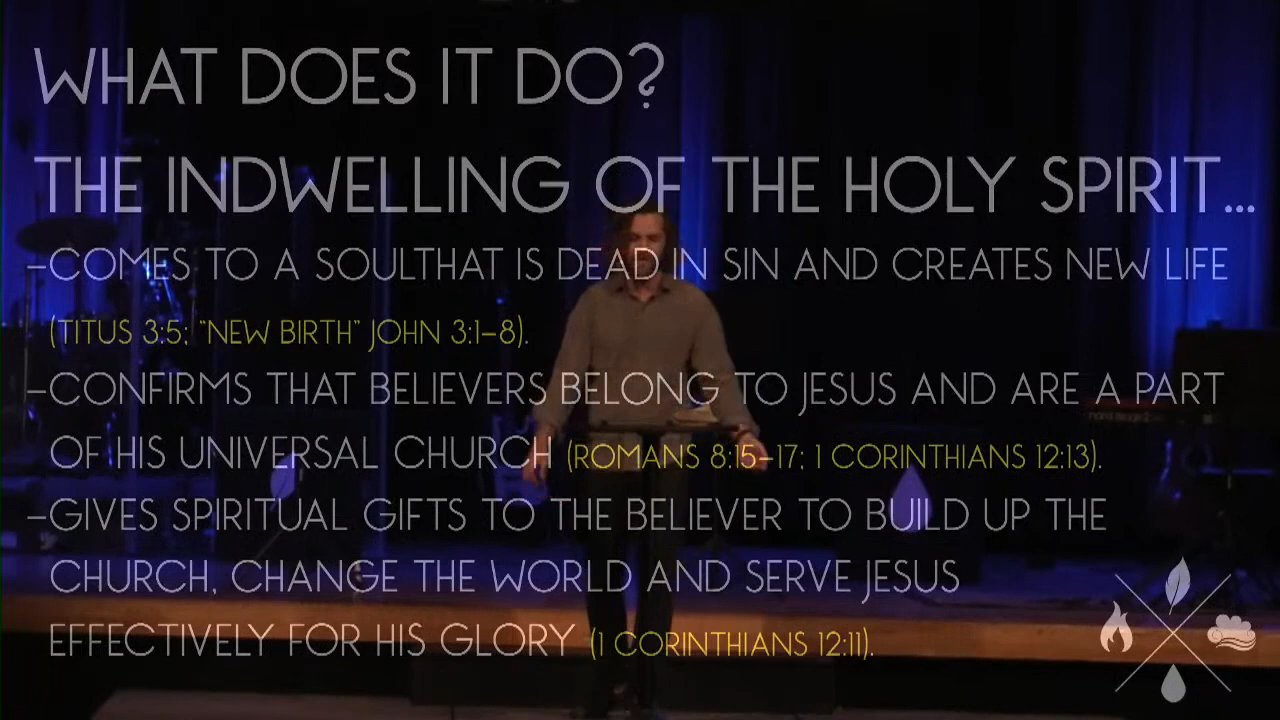 WHAT DOES IT DO?
THE INDWELLING OF THE HOLY SPIRIT...
-COMES TO A SOULTHAT IS DEAD IN SIN AND CREATES NEW LIFE
(TITUS 3:5; "NEW BIRTH" JOHN 3:1-8).
-CONFIRMS THAT BELIEVERS BELONG TO JESUS AND ARE A PART
OF HIS UNIVERSAL CHURCH (ROMANS 8:15-17; 1 CORINTHIANS 12:13).
-GIVES SPIRITUAL GIFTS TO THE BELIEVER TO BUILD UP THE
CHURCH, CHANGE THE WORLD AND SERVE JESUS
EFFECTIVELY FOR HIS GLORY (1 CORINTHIANS 12:11).